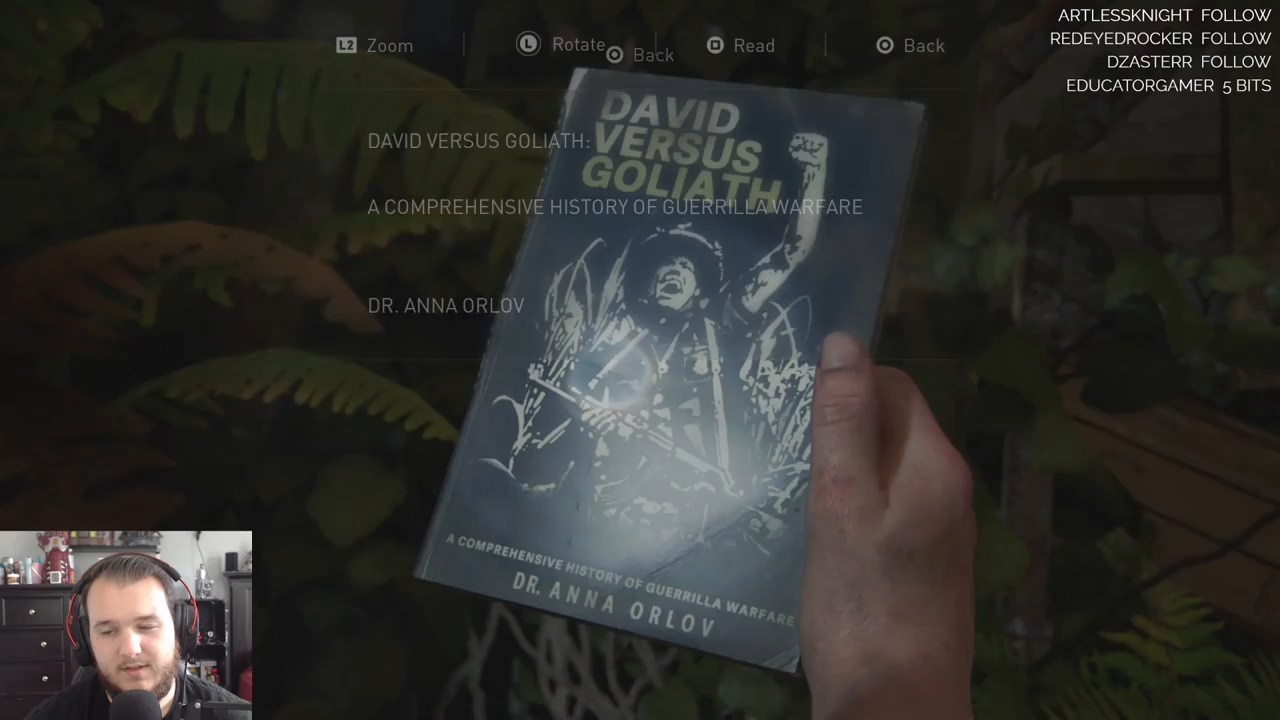 ARTLESSKNIGHT FOLLOW
REDEYEDROCKER FOLLOW
DZASTERR FOLLOW
EDUCATORGAMER 5 BITS
L2 Zoom L Rotate Back Read Back
DAVID VERSUS GOLIATH:
A COMPREHENSIVE HISTORY OF GUERRILLA WARFARE
DR. ANNA ORLOV
DAVID
VERSUS
GOLIATH
A COMPREHENSIVE HISTORY OF GUERRILLA WARFARE
DR. ANNA ORLOV